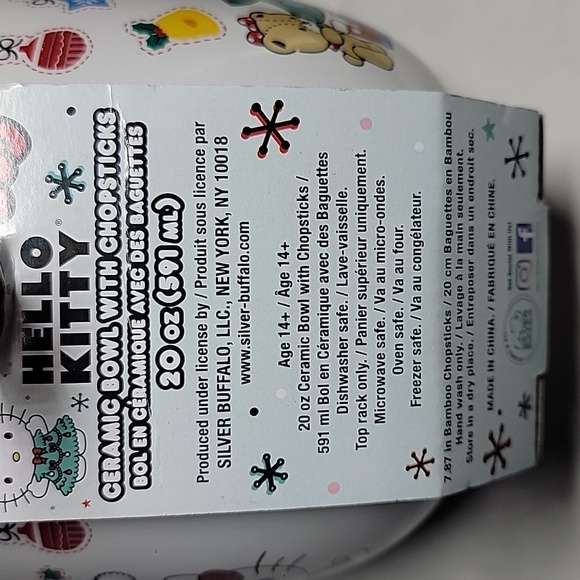 HELLO
KITTY®
CERAMIC BOWL WITH CHOPSTICKS
BOL EN CÉRAMIQUE AVEC DES BAGUETTES
20 OZ (591 ML)
Produced under license by / Produit sous licence par
SILVER BUFFALO, LLC., NEW YORK, NY 10018
www.silver-buffalo.com
Age 14+ / Âge 14+
20 oz Ceramic Bowl with Chopsticks /
591 ml Bol en Céramique avec des Baguettes
Dishwasher safe. / Lave-vaisselle.
Top rack only. / Panier supérieur uniquement.
Microwave safe. / Va au micro-ondes.
Oven safe. / Va au four.
Freezer safe. / Va au congélateur.
7.87 in Bamboo Chopsticks / 20 cm Baguettes en Bambou
Hand wash only. / Lavage à la main seulement.
Store in a dry place. / Entreposer dans un endroit sec.
MADE IN CHINA. / FABRIQUÉ EN CHINE.